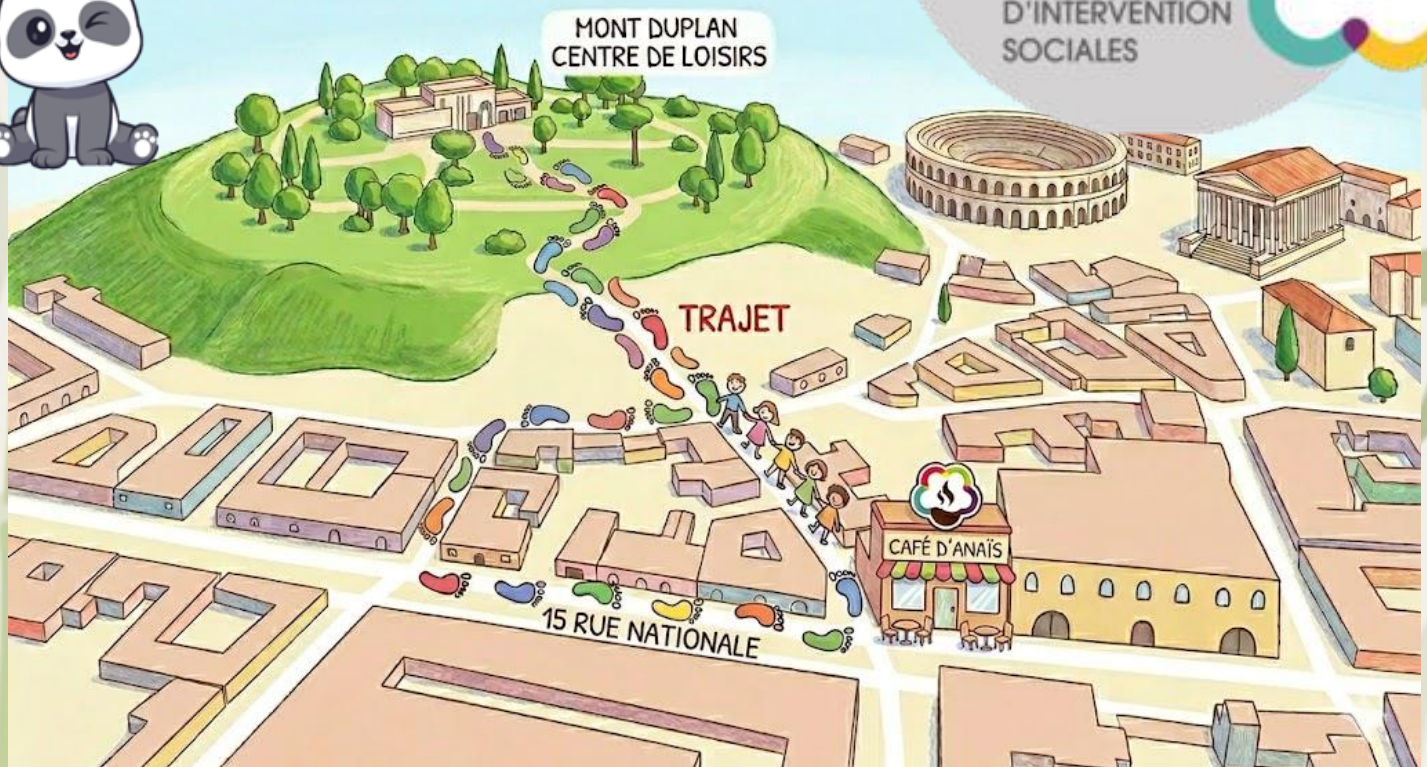 D'INTERVENTION
SOCIALES
MONT DUPLAN
CENTRE DE LOISIRS
TRAJET
CAFÉ D'ANAÏS
15 RUE NATIONALE